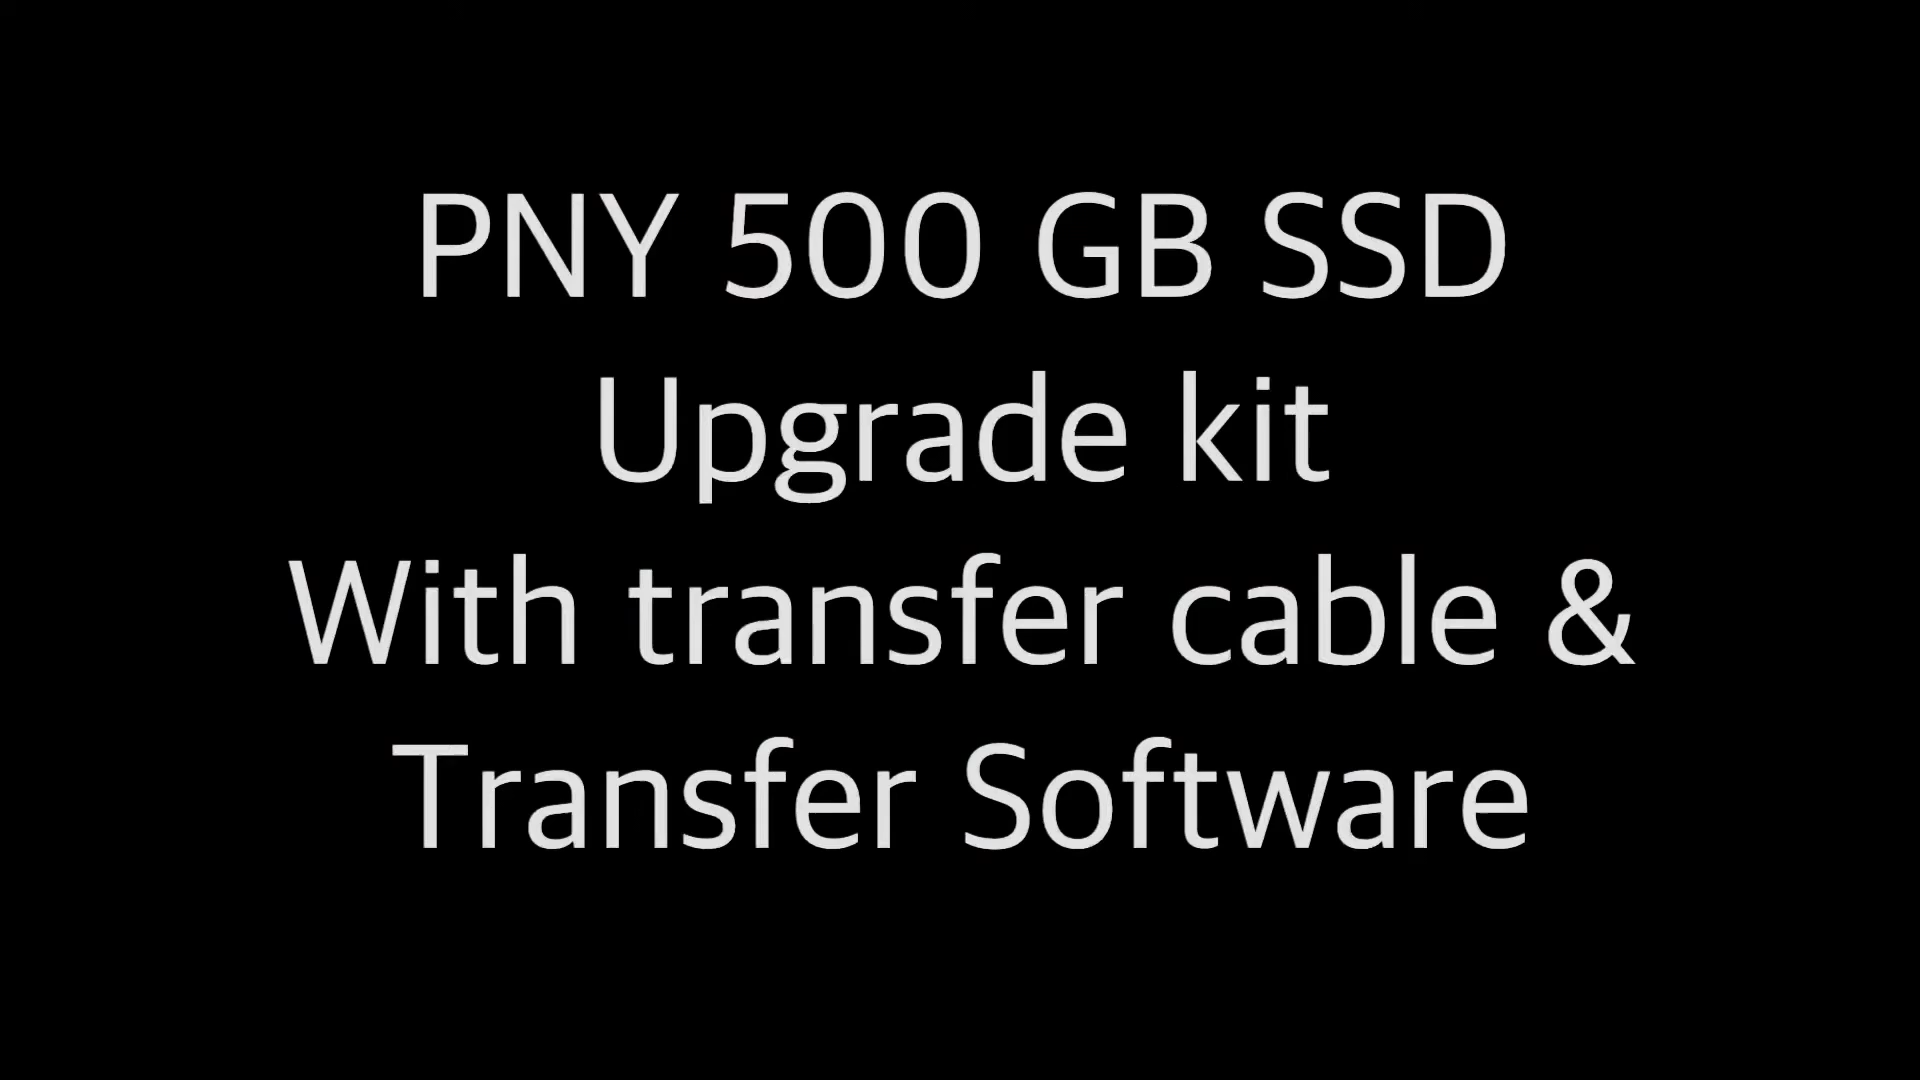 PNY 500 GB SSD
Upgrade kit
With transfer cable &
Transfer Software